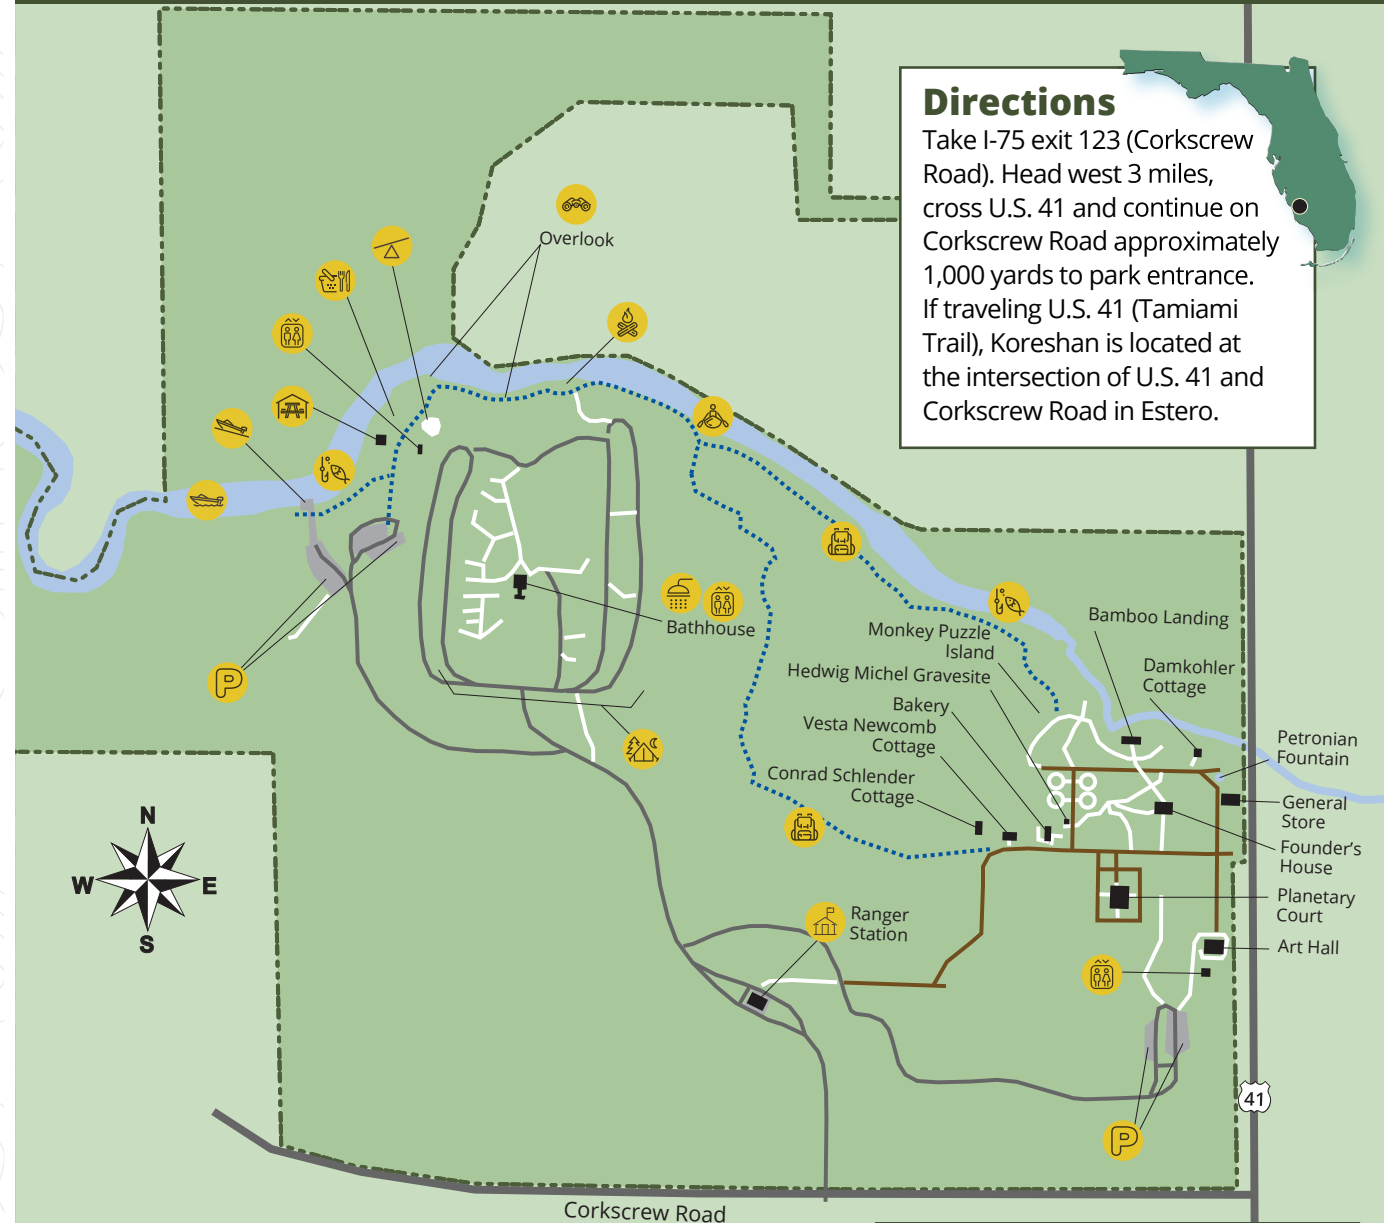 Directions
Take I-75 exit 123 (Corkscrew
Road). Head west 3 miles,
cross U.S. 41 and continue on
Corkscrew Road approximately
1,000 yards to park entrance.
If traveling U.S. 41 (Tamiami
Trail), Koreshan is located at
the intersection of U.S. 41 and
Corkscrew Road in Estero.
Overlook
Bathhouse
Monkey Puzzle
Island
Hedwig Michel Gravesite
Bakery
Vesta Newcomb
Cottage
Conrad Schlender
Cottage
Bamboo Landing
Damkohler
Cottage
Petronian
Fountain
General
Store
Founder's
House
Planetary
Court
Art Hall
Ranger
Station
P
P
N
W
E
S
41
Corkscrew Road